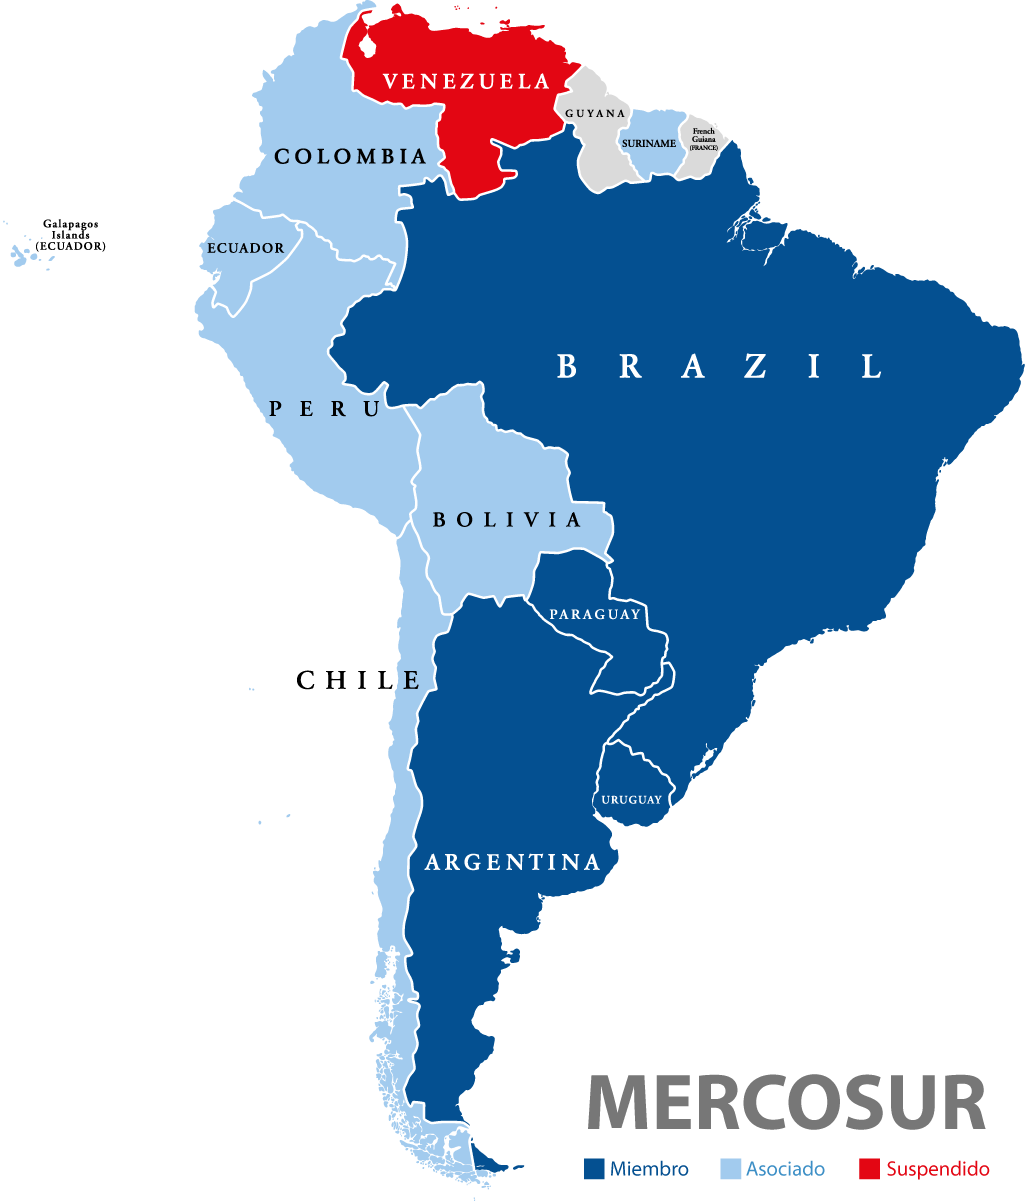 VENEZUELA
GUYANA
French
Guiana
(FRANCE)
SURINAME
COLOMBIA
Galapagos
Islands
(ECUADOR)
ECUADOR
BRAZIL
PERU
BOLIVIA
PARAGUAY
CHILE
URUGUAY
ARGENTINA
MERCOSUR
Miembro Asociado Suspendido